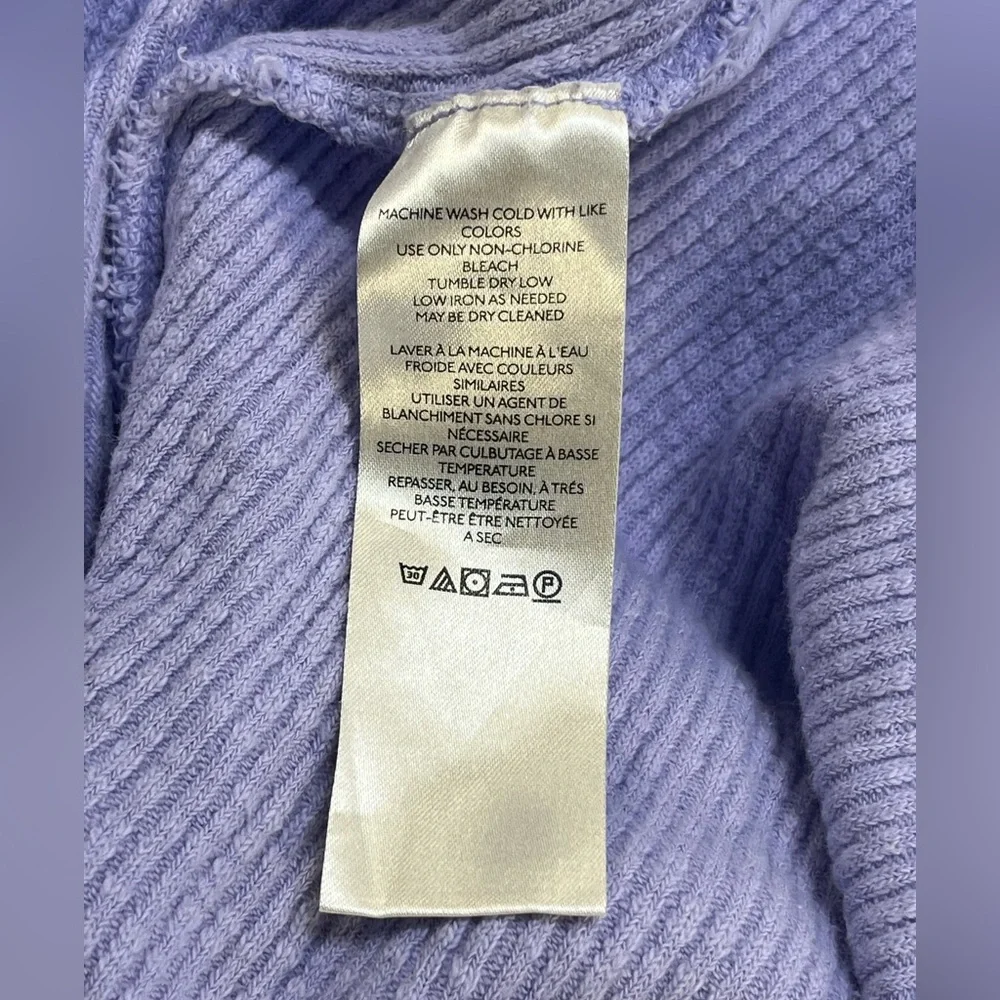 MACHINE WASH COLD WITH LIKE
COLORS
USE ONLY NON-CHLORINE
BLEACH
TUMBLE DRY LOW
LOW IRON AS NEEDED
MAY BE DRY CLEANED
LAVER À LA MACHINE À L'EAU
FROIDE AVEC COULEURS
SIMILAIRES
UTILISER UN AGENT DE
BLANCHIMENT SANS CHLORE SI
NÉCESSAIRE
SECHER PAR CULBUTAGE À BASSE
TEMPERATURE
REPASSER, AU BESOIN, À TRÉS
BASSE TEMPÉRATURE
PEUT-ÊTRE ÊTRE NETTOYÉE
A SEC
30 P